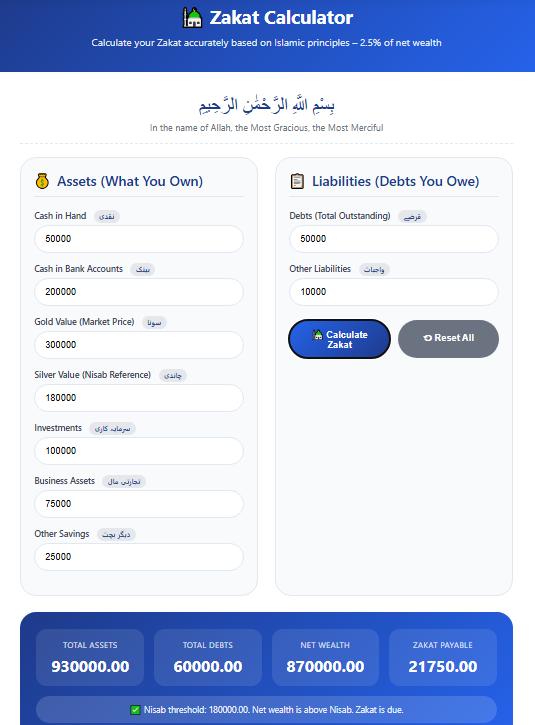 Zakat Calculator
Calculate your Zakat accurately based on Islamic principles – 2.5% of net wealth
بِسْمِ اللَّهِ الرَّحْمَٰنِ الرَّحِيمِ
In the name of Allah, the Most Gracious, the Most Merciful
Assets (What You Own)
Cash in Hand نقدی
50000
Cash in Bank Accounts بینک
200000
Gold Value (Market Price) سونا
300000
Silver Value (Nisab Reference) چاندی
180000
Investments سرمایہ کاری
100000
Business Assets تجارتی مال
75000
Other Savings دیگر بچت
25000
Liabilities (Debts You Owe)
Debts (Total Outstanding) قرضے
50000
Other Liabilities واجبات
10000
Calculate
Zakat
Reset All
TOTAL ASSETS
930000.00
TOTAL DEBTS
60000.00
NET WEALTH
870000.00
ZAKAT PAYABLE
21750.00
Nisab threshold: 180000.00. Net wealth is above Nisab. Zakat is due.